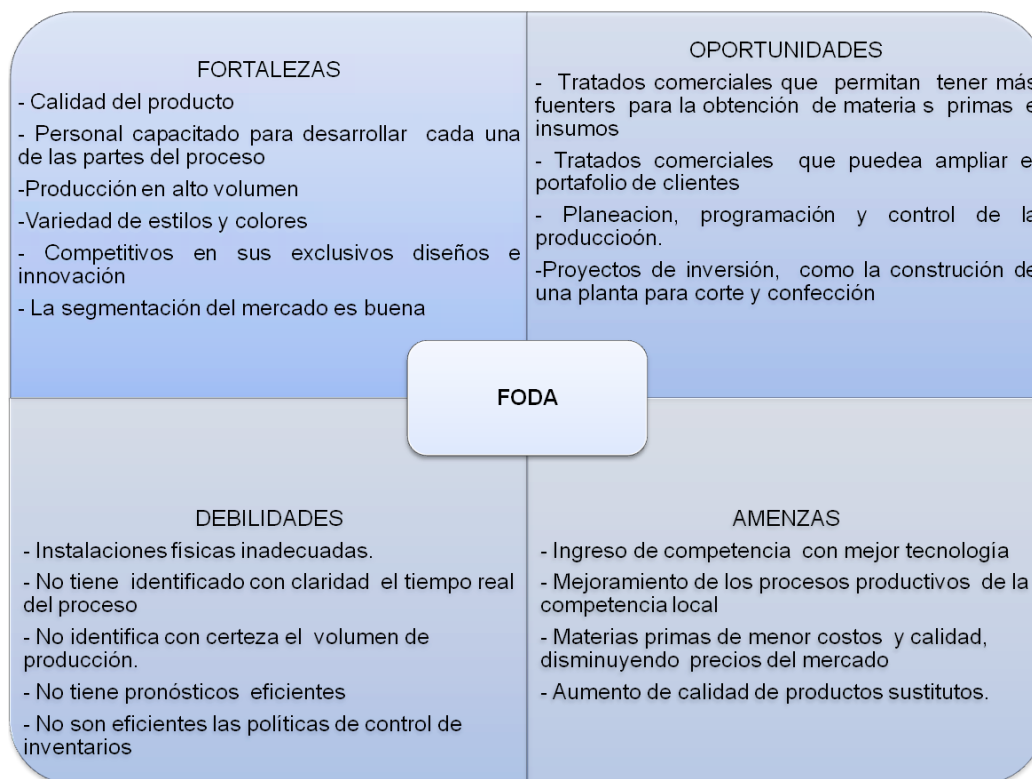 FORTALEZAS
- Calidad del producto
- Personal capacitado para desarrollar cada una
de las partes del proceso
-Producción en alto volumen
-Variedad de estilos y colores
- Competitivos en sus exclusivos diseños e
innovación
- La segmentación del mercado es buena
OPORTUNIDADES
- Tratados comerciales que permitan tener más
fuenters para la obtención de materia s primas e
insumos
- Tratados comerciales que puedea ampliar el
portafolio de clientes
- Planeacion, programación y control de la
produccioón.
-Proyectos de inversión, como la construción de
una planta para corte y confección
FODA
DEBILIDADES
- Instalaciones físicas inadecuadas.
- No tiene identificado con claridad el tiempo real
del proceso
- No identifica con certeza el volumen de
producción.
- No tiene pronósticos eficientes
- No son eficientes las políticas de control de
inventarios
AMENZAS
- Ingreso de competencia con mejor tecnología
- Mejoramiento de los procesos productivos de la
competencia local
- Materias primas de menor costos y calidad,
disminuyendo precios del mercado
- Aumento de calidad de productos sustitutos.